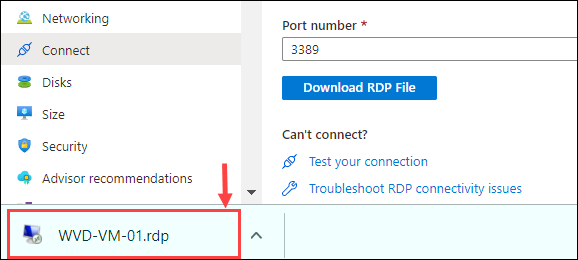 Networking
Connect
Disks
Size
Security
Advisor recommendations
Port number *
3389
Download RDP File
Can't connect?
Test your connection
Troubleshoot RDP connectivity issues
WVD-VM-01.rdp